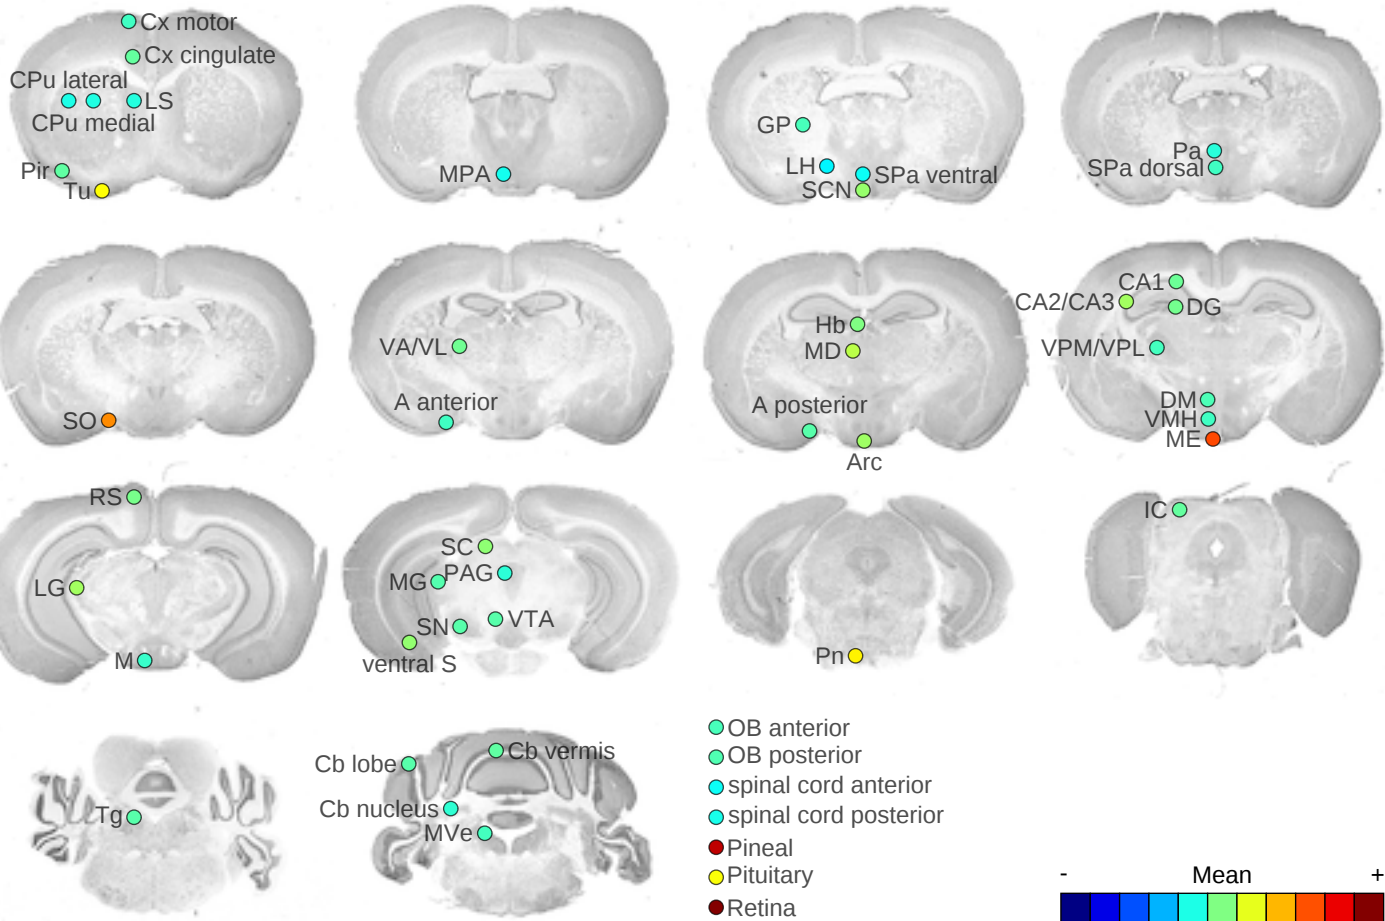 Cx motor
Cx cingulate
CPu lateral
LS
CPu medial
Pir
Tu
MPA
GP
LH
SPa ventral
SCN
Pa
SPa dorsal
SO
VA/VL
A anterior
Hb
MD
A posterior
Arc
CA1
CA2/CA3
DG
VPM/VPL
DM
VMH
ME
RS
LG
M
SC
MG
PAG
SN
VTA
ventral S
Pn
IC
Tg
Cb lobe
Cb vermis
Cb nucleus
MVe
OB anterior
OB posterior
spinal cord anterior
spinal cord posterior
Pineal
Pituitary
Retina
- Mean +